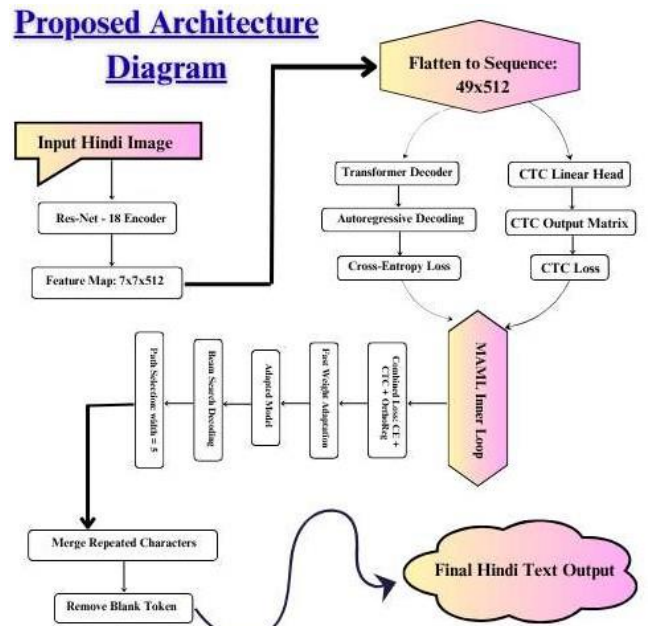 Proposed Architecture
Diagram
Input Hindi Image
Res-Net - 18 Encoder
Feature Map: 7x7x512
Flatten to Sequence:
49x512
Transformer Decoder
Autoregressive Decoding
Cross-Entropy Loss
CTC Linear Head
CTC Output Matrix
CTC Loss
MAML Inner Loop
Combined Loss: CE +
CTC + OrthoReg
Fast Weight Adaptation
Adapted Model
Beam Search Decoding
Path Selection: width = 5
Merge Repeated Characters
Remove Blank Token
Final Hindi Text Output